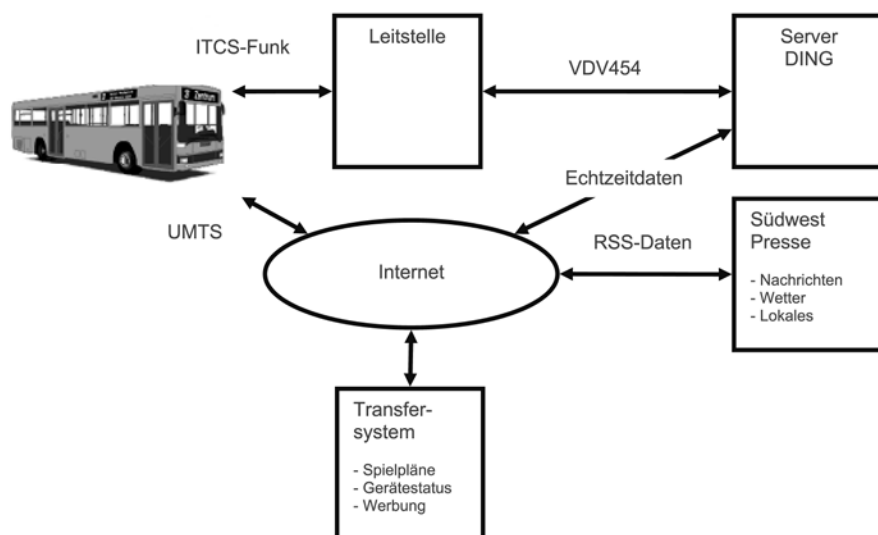 ITCS-Funk
Leitstelle
VDV454
Server
DING
Zentrum
Echtzeitdaten
UMTS
Internet
RSS-Daten
Südwest
Presse
- Nachrichten
- Wetter
- Lokales
Transfer-
system
- Spielpläne
- Gerätestatus
- Werbung